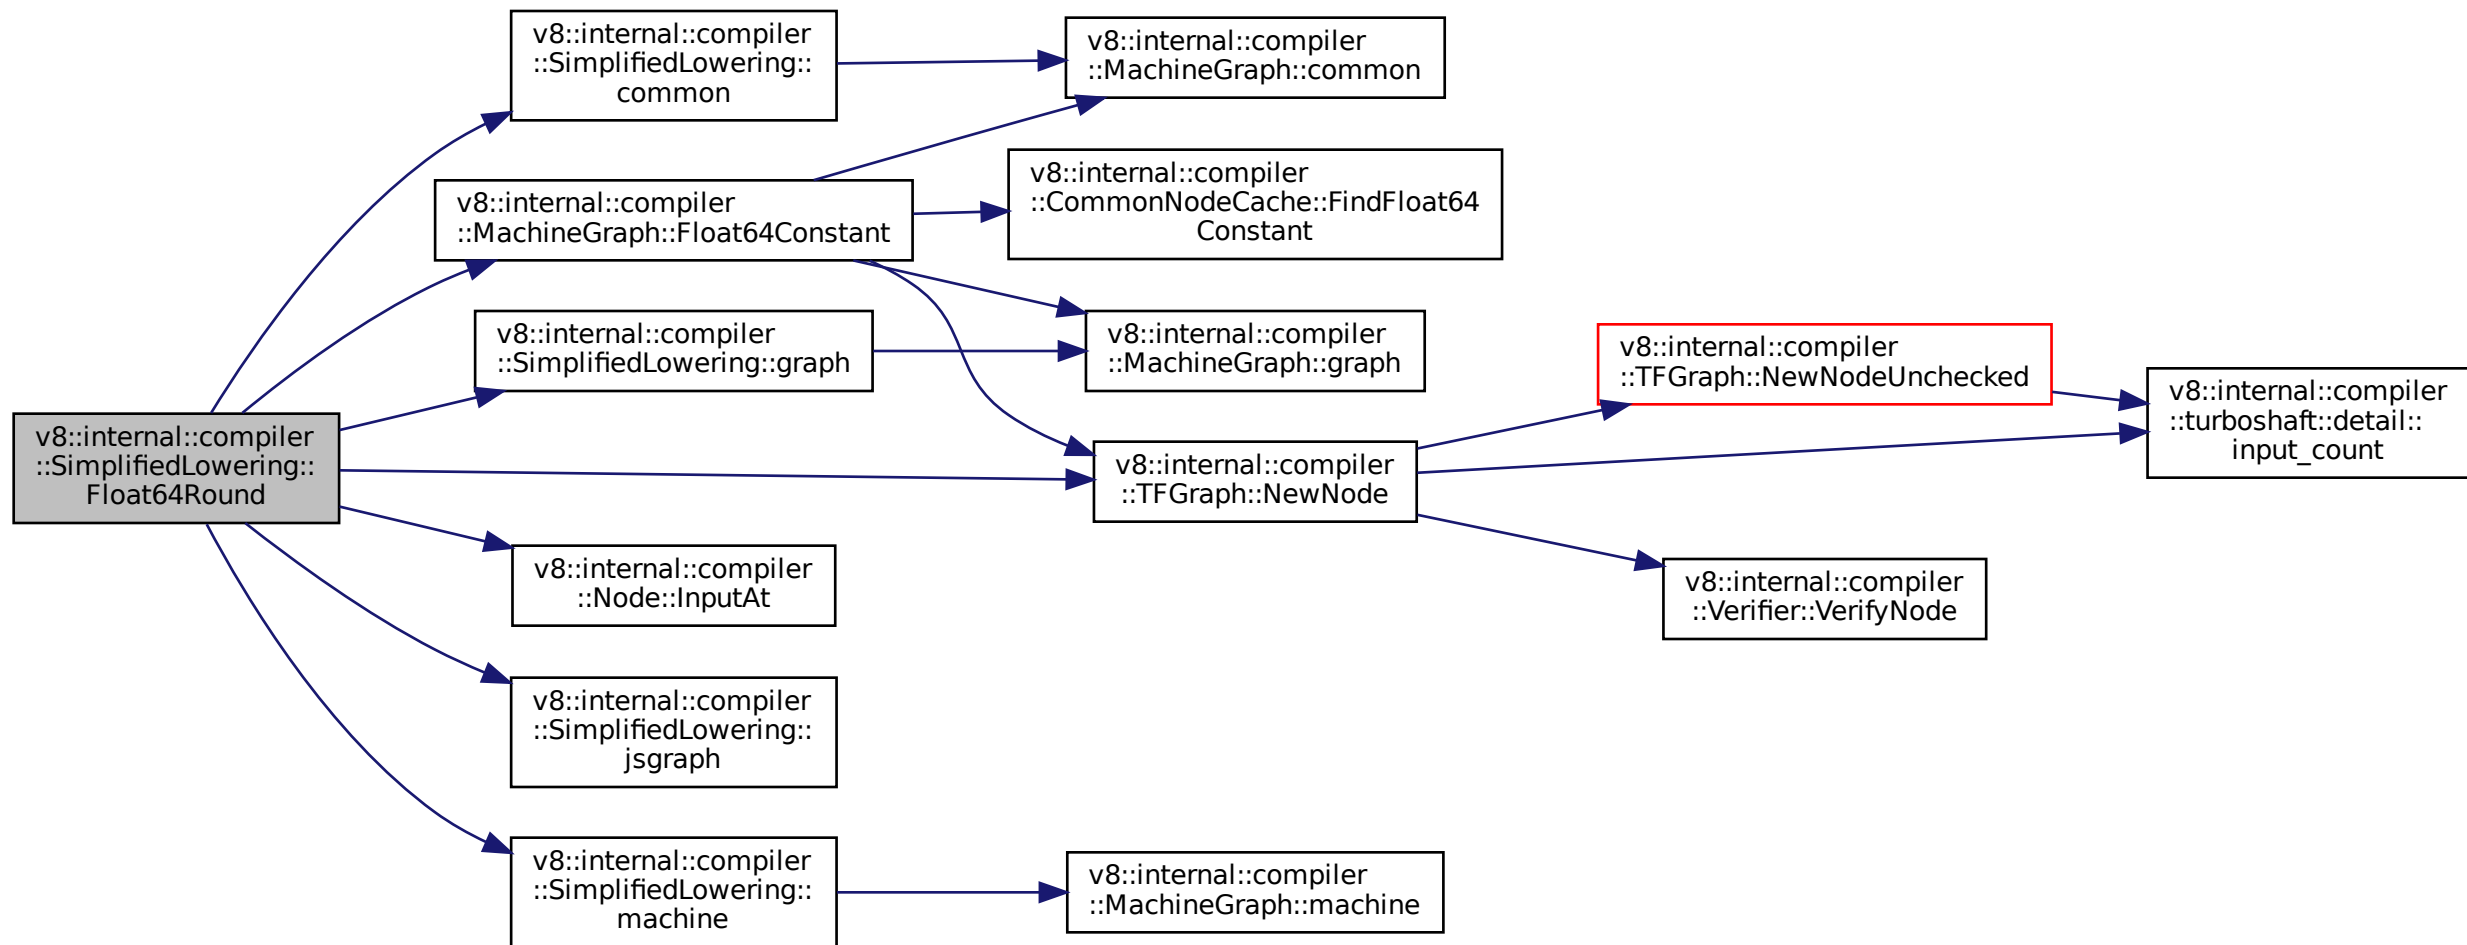 v8::internal::compiler
::SimplifiedLowering::
common
v8::internal::compiler
::MachineGraph::common
v8::internal::compiler
::CommonNodeCache::FindFloat64
Constant
v8::internal::compiler
::MachineGraph::Float64Constant
v8::internal::compiler
::SimplifiedLowering::graph
v8::internal::compiler
::MachineGraph::graph
v8::internal::compiler
::TFGraph::NewNodeUnchecked
v8::internal::compiler
::turboshaft::detail::
input_count
v8::internal::compiler
::SimplifiedLowering::
Float64Round
v8::internal::compiler
::TFGraph::NewNode
v8::internal::compiler
::Node::InputAt
v8::internal::compiler
::Verifier::VerifyNode
v8::internal::compiler
::SimplifiedLowering::
jsgraph
v8::internal::compiler
::SimplifiedLowering::
machine
v8::internal::compiler
::MachineGraph::machine